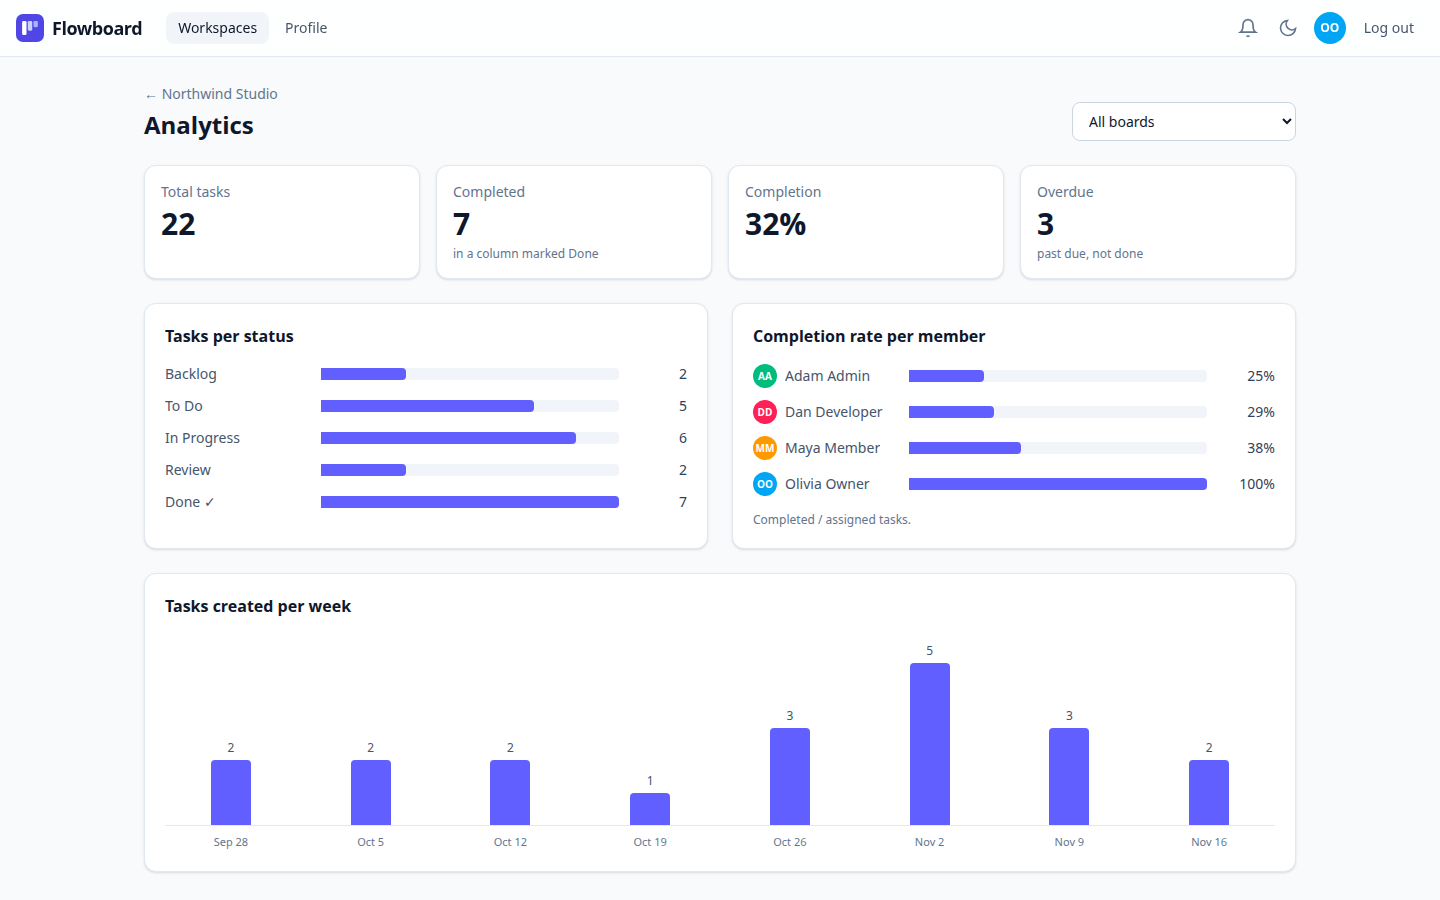 Flowboard
Workspaces
Profile
OO
Log out
← Northwind Studio
Analytics
All boards
Total tasks
22
Completed
7
in a column marked Done
Completion
32%
Overdue
3
past due, not done
Tasks per status
Backlog
2
To Do
5
In Progress
6
Review
2
Done ✓
7
Completion rate per member
AA Adam Admin 25%
DD Dan Developer 29%
MM Maya Member 38%
OO Olivia Owner 100%
Completed / assigned tasks.
Tasks created per week
2
2
2
1
3
5
3
2
Sep 28
Oct 5
Oct 12
Oct 19
Oct 26
Nov 2
Nov 9
Nov 16